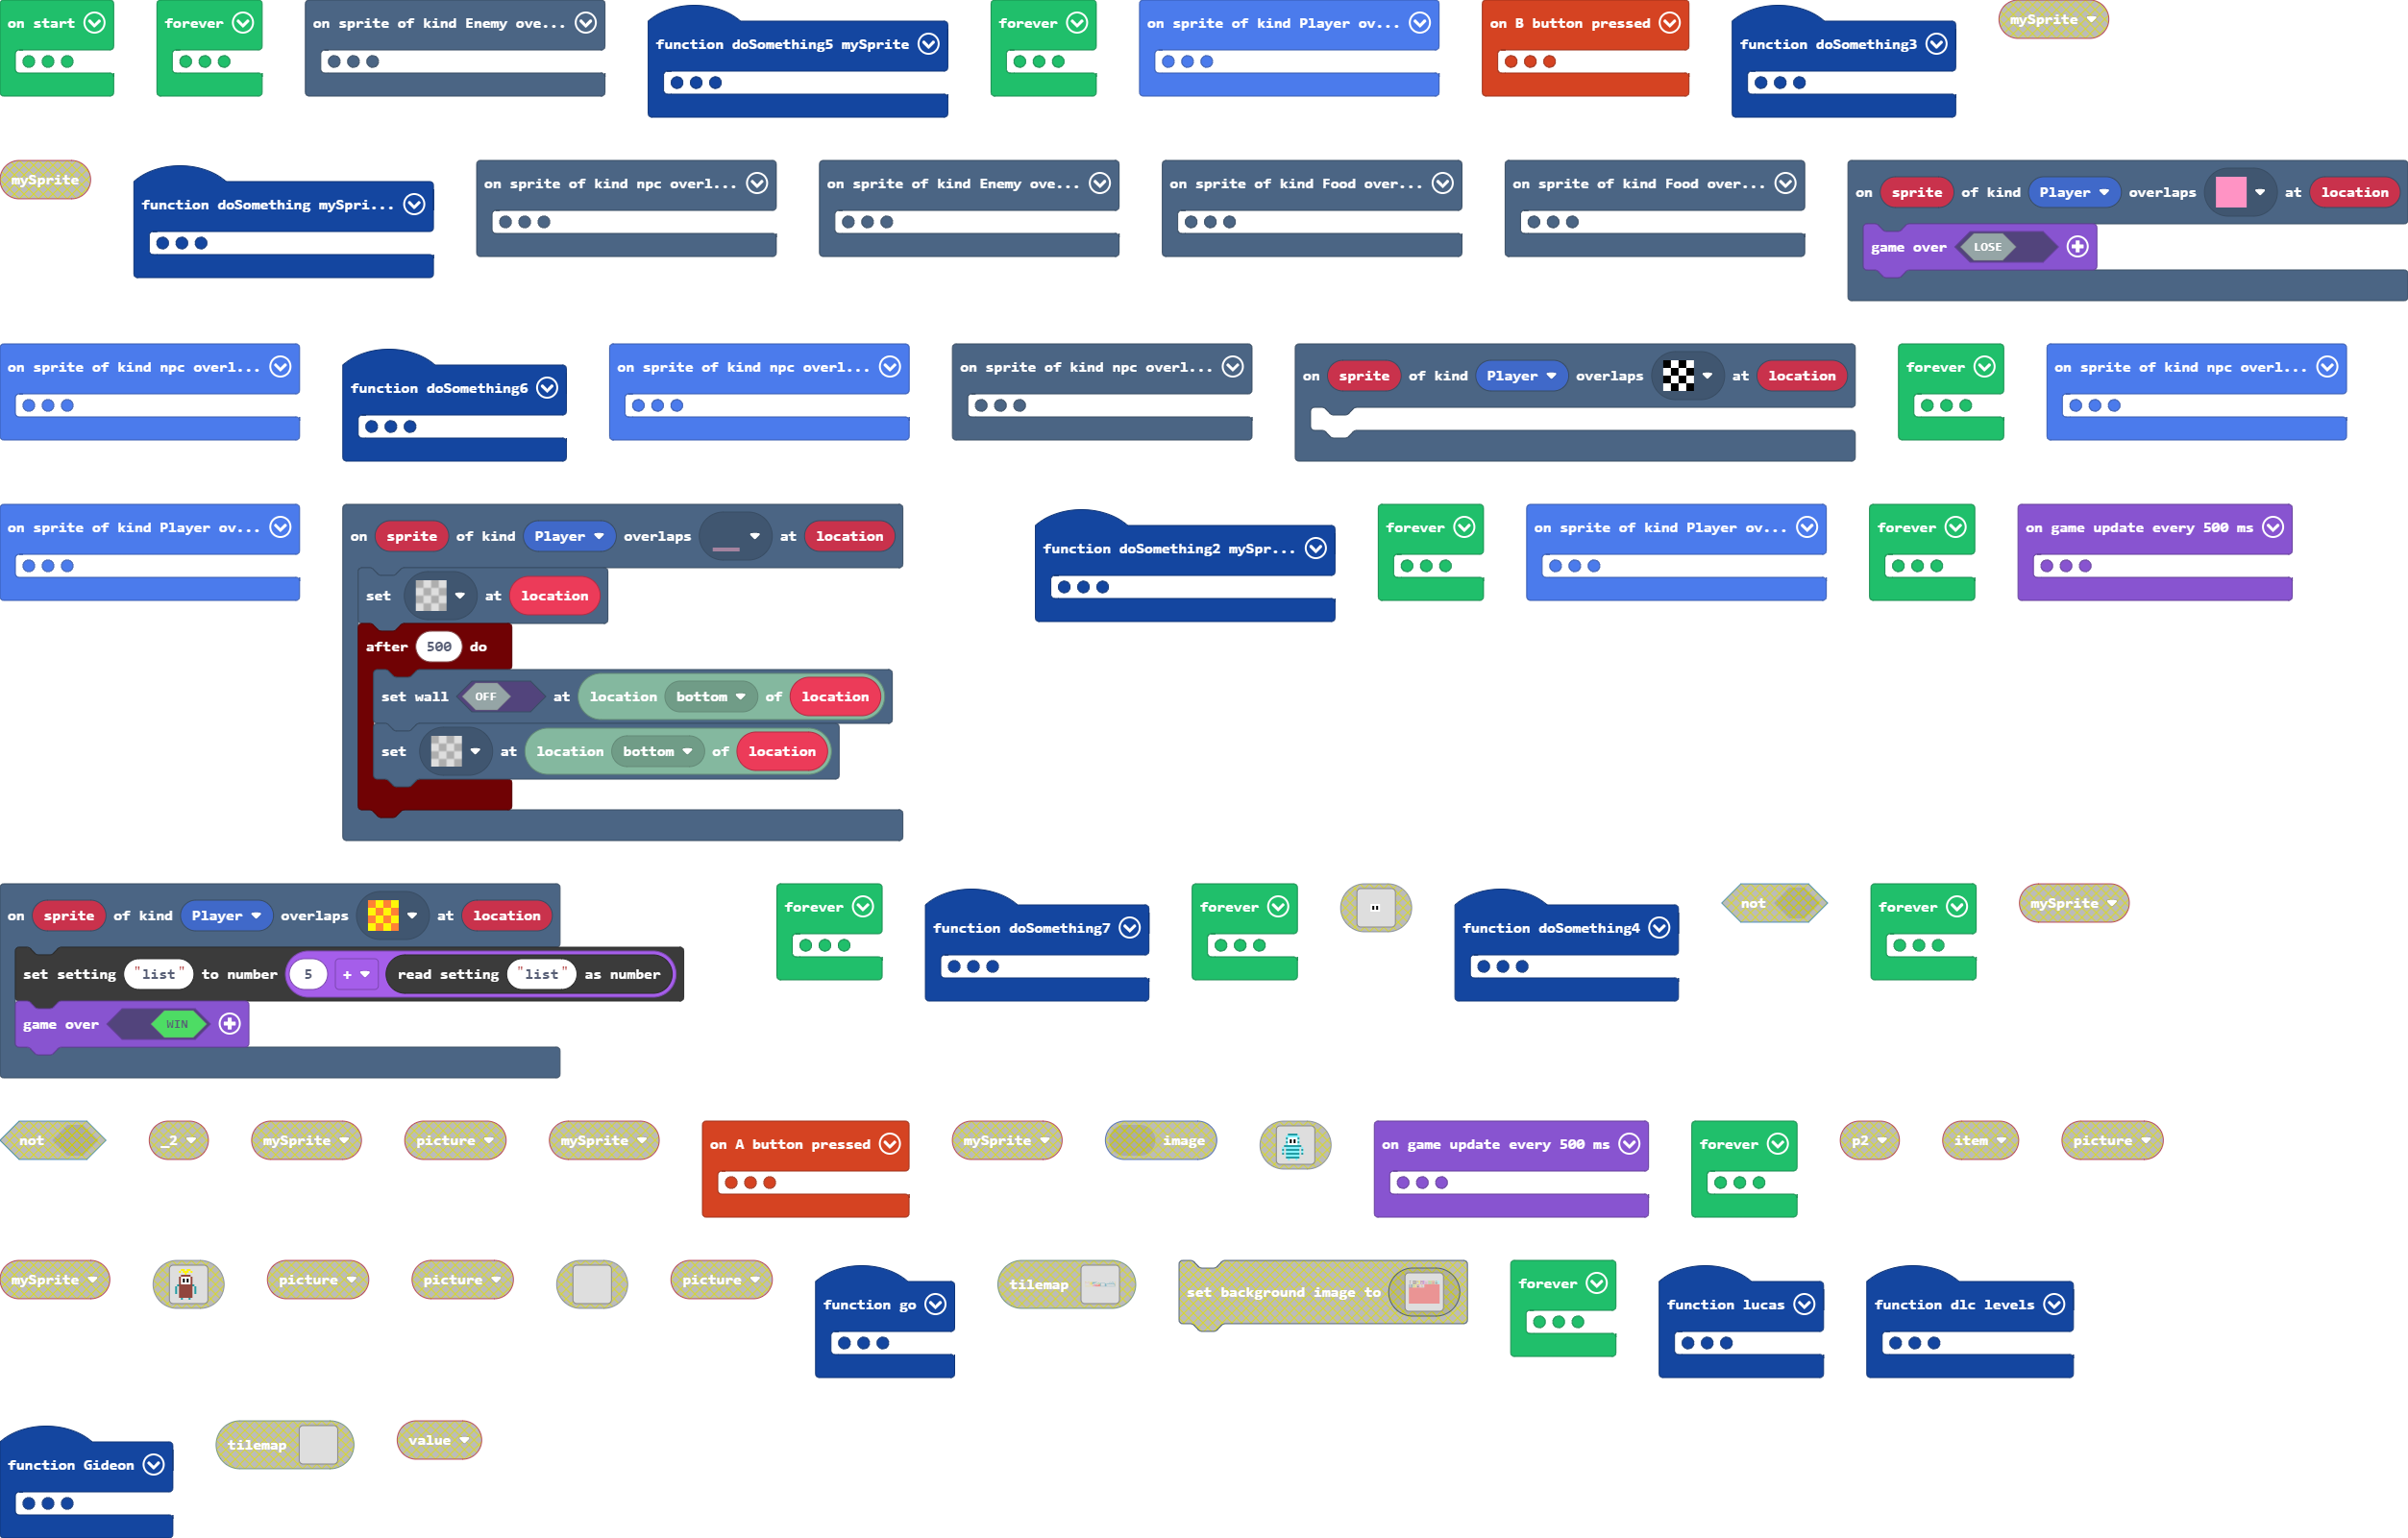 on start
forever
on sprite of kind Enemy ove...
function doSomething5 mySprite
forever
on sprite of kind Player ov...
on B button pressed
function doSomething3
mySprite
mySprite
function doSomething mySpri...
on sprite of kind npc overl...
on sprite of kind Enemy ove...
on sprite of kind Food over...
on sprite of kind Food over...
on sprite of kind Player overlaps at location
game over LOSE
on sprite of kind npc overl...
function doSomething6
on sprite of kind npc overl...
on sprite of kind npc overl...
on sprite of kind Player overlaps at location
forever
on sprite of kind npc overl...
on sprite of kind Player ov...
on sprite of kind Player overlaps at location
set at location
after 500 do
set wall OFF at location bottom of location
set at location bottom of location
function doSomething2 mySpr...
forever
on sprite of kind Player ov...
forever
on game update every 500 ms
on sprite of kind Player overlaps at location
set setting "list" to number 5 + read setting "list" as number
game over WIN
forever
function doSomething7
forever
function doSomething4
not
forever
mySprite
not
_2
mySprite
picture
mySprite
on A button pressed
mySprite
image
on game update every 500 ms
forever
p2
item
picture
mySprite
picture
picture
picture
function go
tilemap
set background image to
forever
function lucas
function dlc levels
function Gideon
tilemap
value